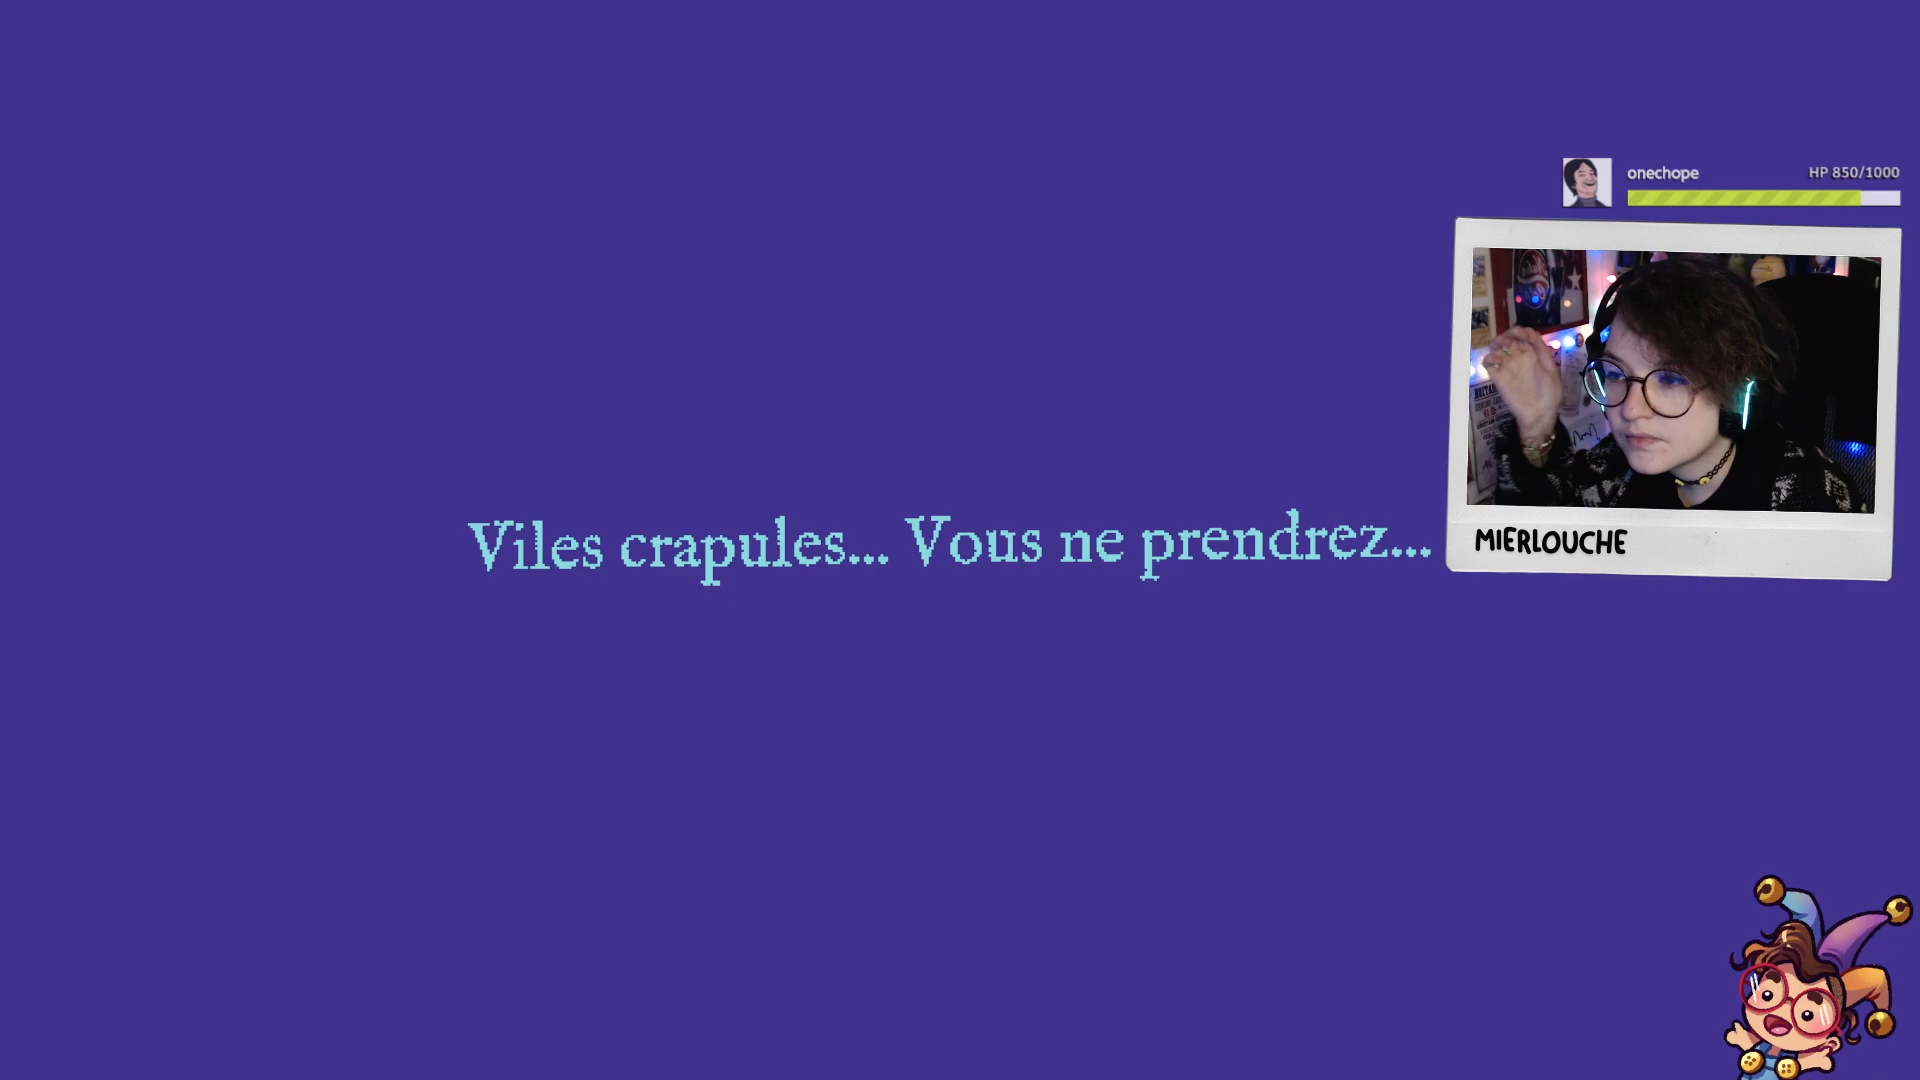 onechope HP 850/1000
Viles crapules... Vous ne prendrez...
MIERLOUCHE